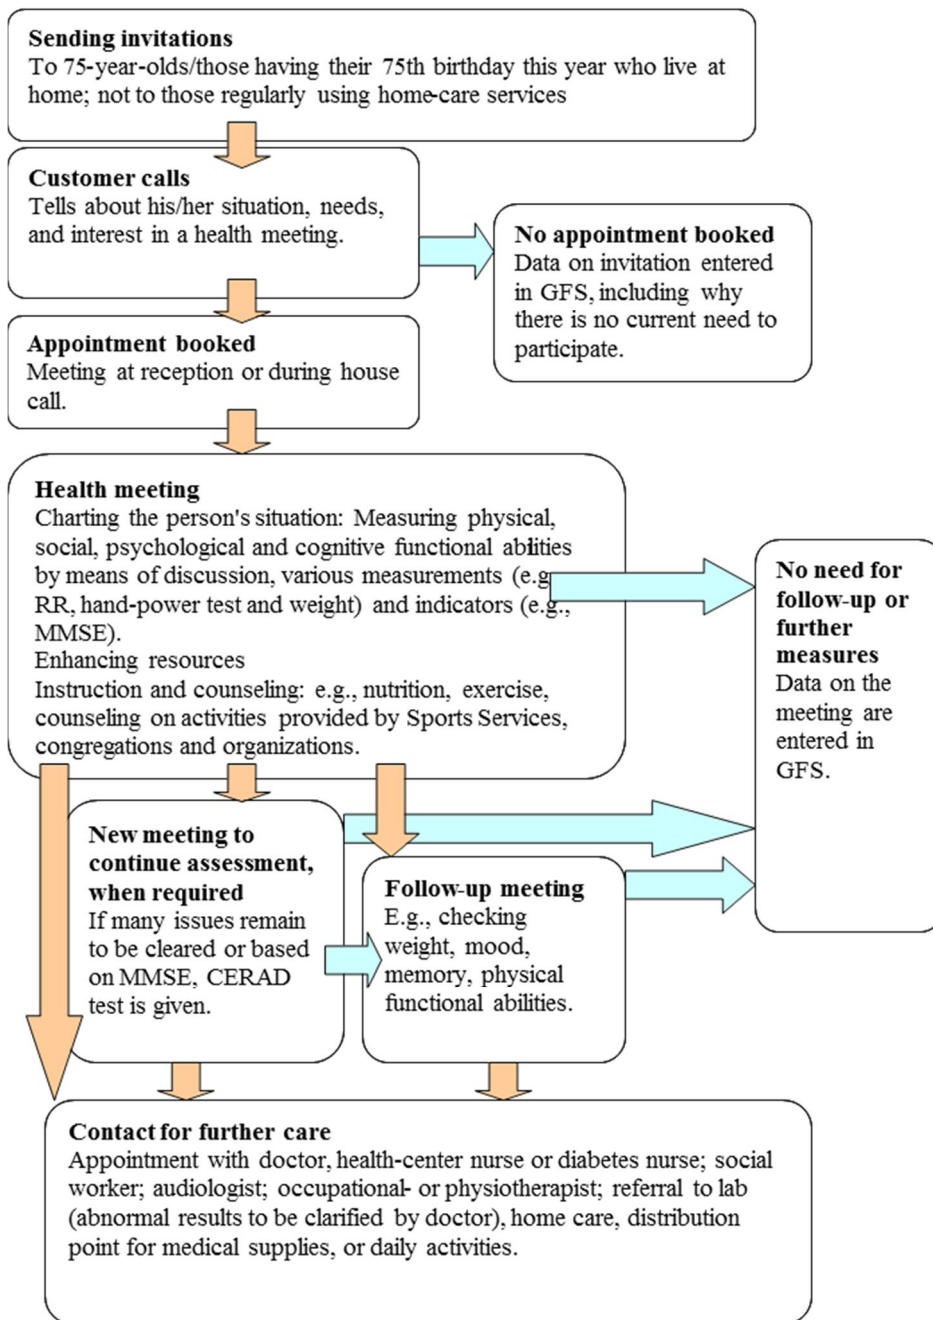 Sending invitations
To 75-year-olds/those having their 75th birthday this year who live at
home; not to those regularly using home-care services
Customer calls
Tells about his/her situation, needs,
and interest in a health meeting.
No appointment booked
Data on invitation entered
in GFS, including why
there is no current need to
participate.
Appointment booked
Meeting at reception or during house
call.
Health meeting
Charting the person's situation: Measuring physical,
social, psychological and cognitive functional abilities
by means of discussion, various measurements (e.g
RR, hand-power test and weight) and indicators (e.g.,
MMSE).
Enhancing resources
Instruction and counseling: e.g., nutrition, exercise,
counseling on activities provided by Sports Services,
congregations and organizations.
No need for
follow-up or
further
measures
Data on the
meeting are
entered in
GFS.
New meeting to
continue assessment,
when required
If many issues remain
to be cleared or based
on MMSE, CERAD
test is given.
Follow-up meeting
E.g., checking
weight, mood,
memory, physical
functional abilities.
Contact for further care
Appointment with doctor, health-center nurse or diabetes nurse; social
worker; audiologist; occupational- or physiotherapist; referral to lab
(abnormal results to be clarified by doctor), home care, distribution
point for medical supplies, or daily activities.